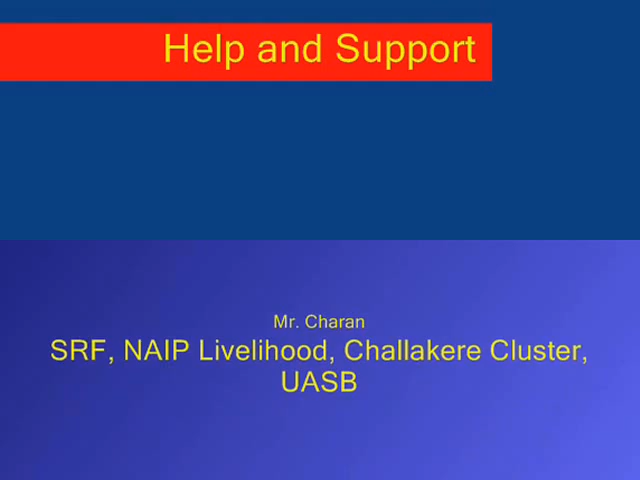 Help and Support
Mr. Charan
SRF, NAIP Livelihood, Challakere Cluster,
UASB